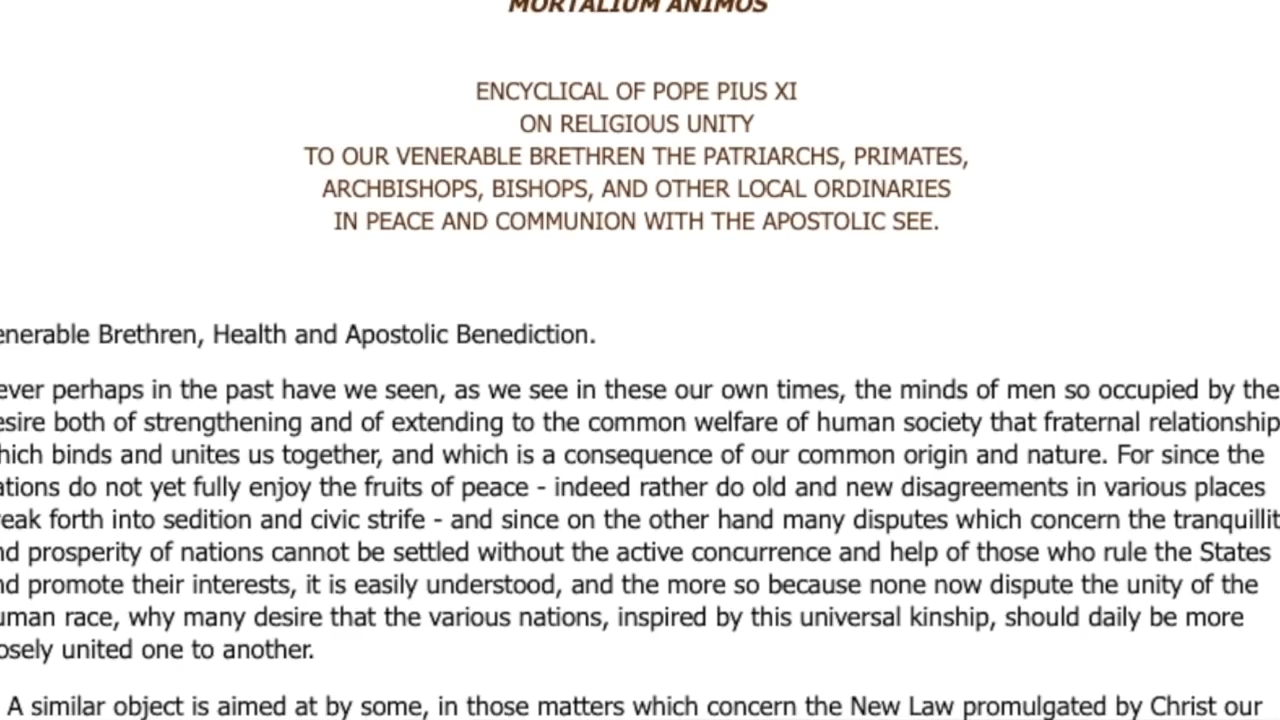 MORTALIUM ANIMOS
ENCYCLICAL OF POPE PIUS XI
ON RELIGIOUS UNITY
TO OUR VENERABLE BRETHREN THE PATRIARCHS, PRIMATES,
ARCHBISHOPS, BISHOPS, AND OTHER LOCAL ORDINARIES
IN PEACE AND COMMUNION WITH THE APOSTOLIC SEE.
enerable Brethren, Health and Apostolic Benediction.
ever perhaps in the past have we seen, as we see in these our own times, the minds of men so occupied by the
esire both of strengthening and of extending to the common welfare of human society that fraternal relationship
hich binds and unites us together, and which is a consequence of our common origin and nature. For since the
ations do not yet fully enjoy the fruits of peace - indeed rather do old and new disagreements in various places
eak forth into sedition and civic strife - and since on the other hand many disputes which concern the tranquillit
nd prosperity of nations cannot be settled without the active concurrence and help of those who rule the States
nd promote their interests, it is easily understood, and the more so because none now dispute the unity of the
uman race, why many desire that the various nations, inspired by this universal kinship, should daily be more
osely united one to another.
A similar object is aimed at by some, in those matters which concern the New Law promulgated by Christ our